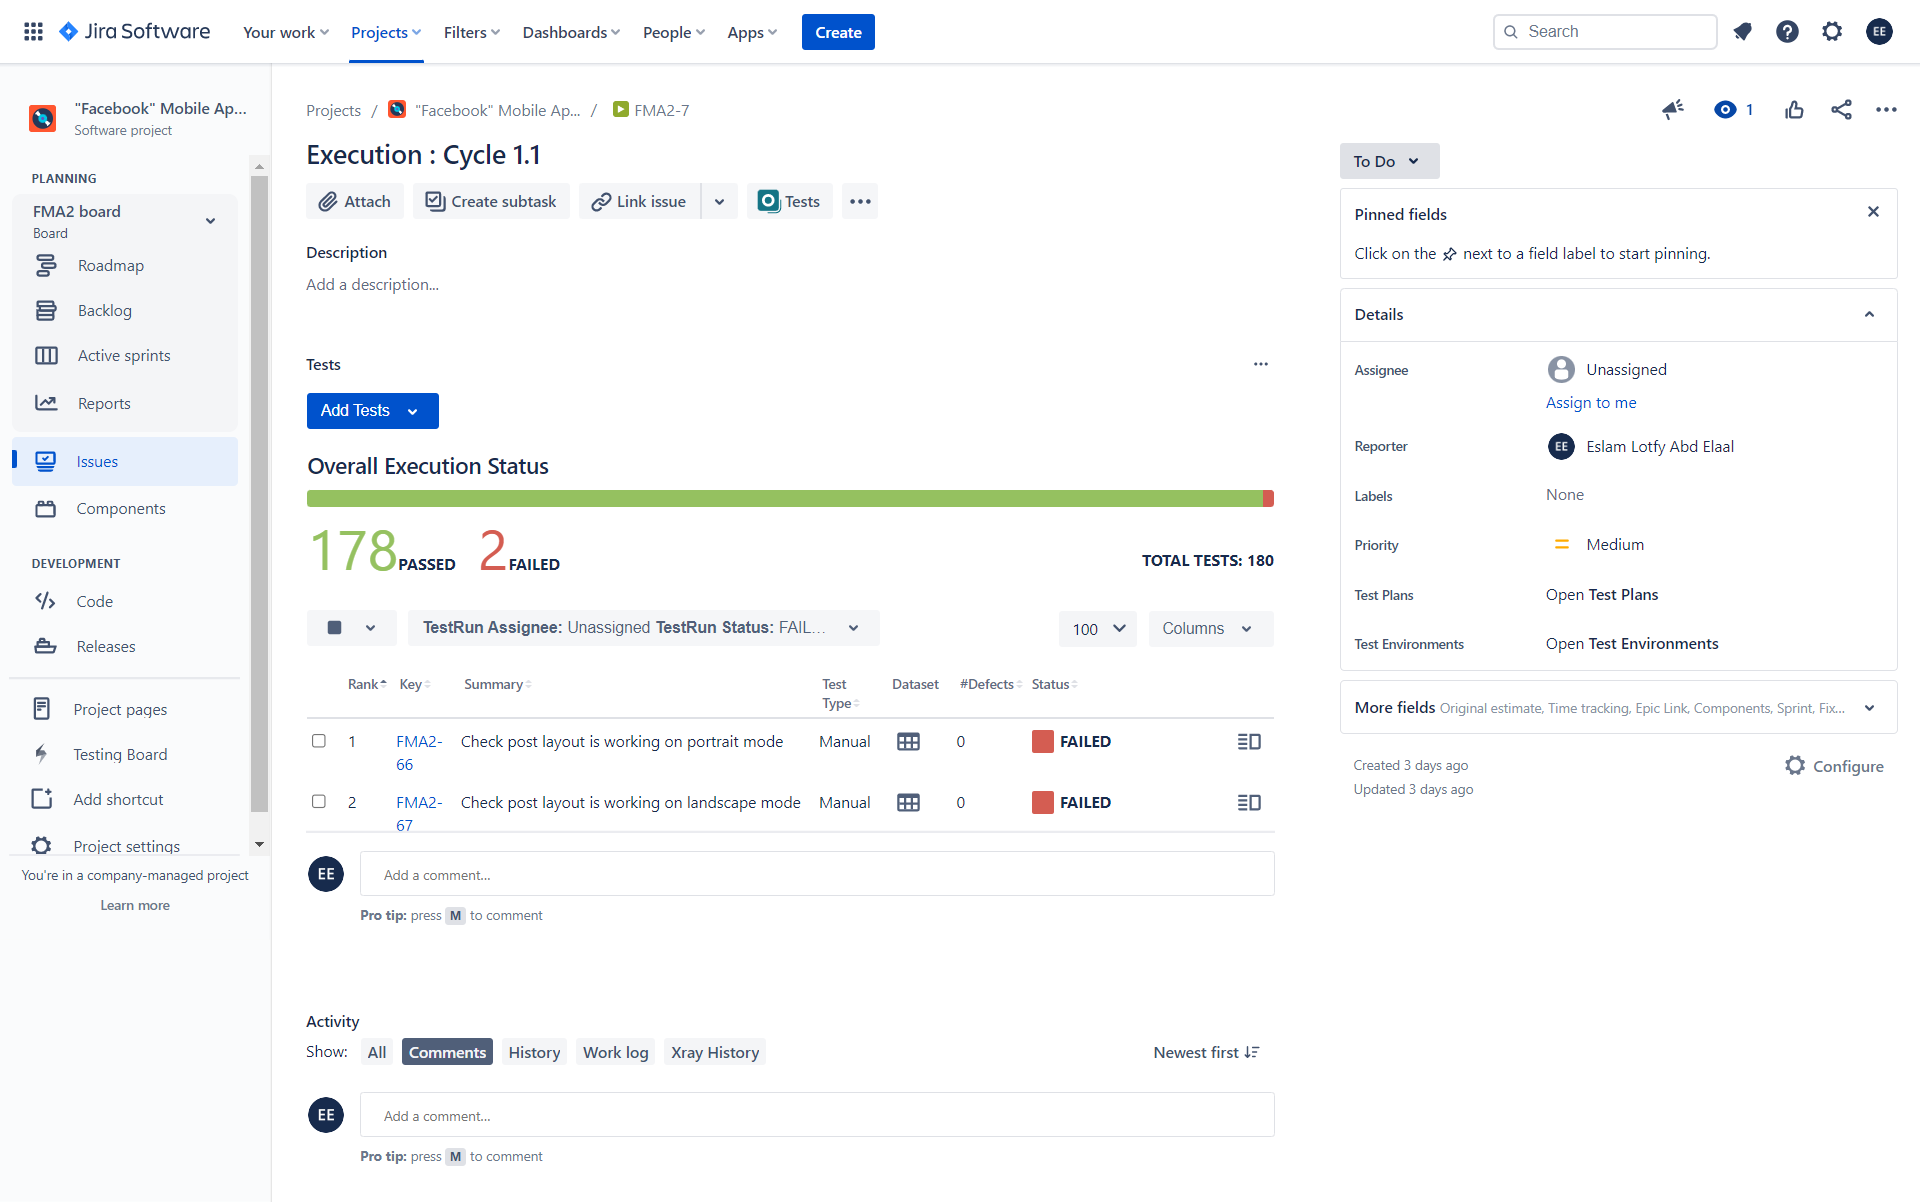 Jira Software
Your work
Projects
Filters
Dashboards
People
Apps
Create
Search
EE
"Facebook" Mobile Ap...
Software project
PLANNING
FMA2 board
Board
Roadmap
Backlog
Active sprints
Reports
Issues
Components
DEVELOPMENT
Code
Releases
Project pages
Testing Board
Add shortcut
Project settings
You're in a company-managed project
Learn more
Projects / "Facebook" Mobile Ap... / FMA2-7
1
Execution : Cycle 1.1
Attach
Create subtask
Link issue
Tests
Description
Add a description...
Tests
Add Tests
Overall Execution Status
178 PASSED 2 FAILED
TOTAL TESTS: 180
TestRun Assignee: Unassigned TestRun Status: FAIL...
100
Columns
Rank Key Summary Test Type Dataset #Defects Status
1 FMA2-66 Check post layout is working on portrait mode Manual 0 FAILED
2 FMA2-67 Check post layout is working on landscape mode Manual 0 FAILED
EE
Add a comment...
Pro tip: press M to comment
Activity
Show: All Comments History Work log Xray History
Newest first
EE
Add a comment...
Pro tip: press M to comment
To Do
Pinned fields
Click on the next to a field label to start pinning.
Details
Assignee
Unassigned
Assign to me
Reporter
EE Eslam Lotfy Abd Elaal
Labels
None
Priority
Medium
Test Plans
Open Test Plans
Test Environments
Open Test Environments
More fields Original estimate, Time tracking, Epic Link, Components, Sprint, Fix...
Created 3 days ago
Updated 3 days ago
Configure